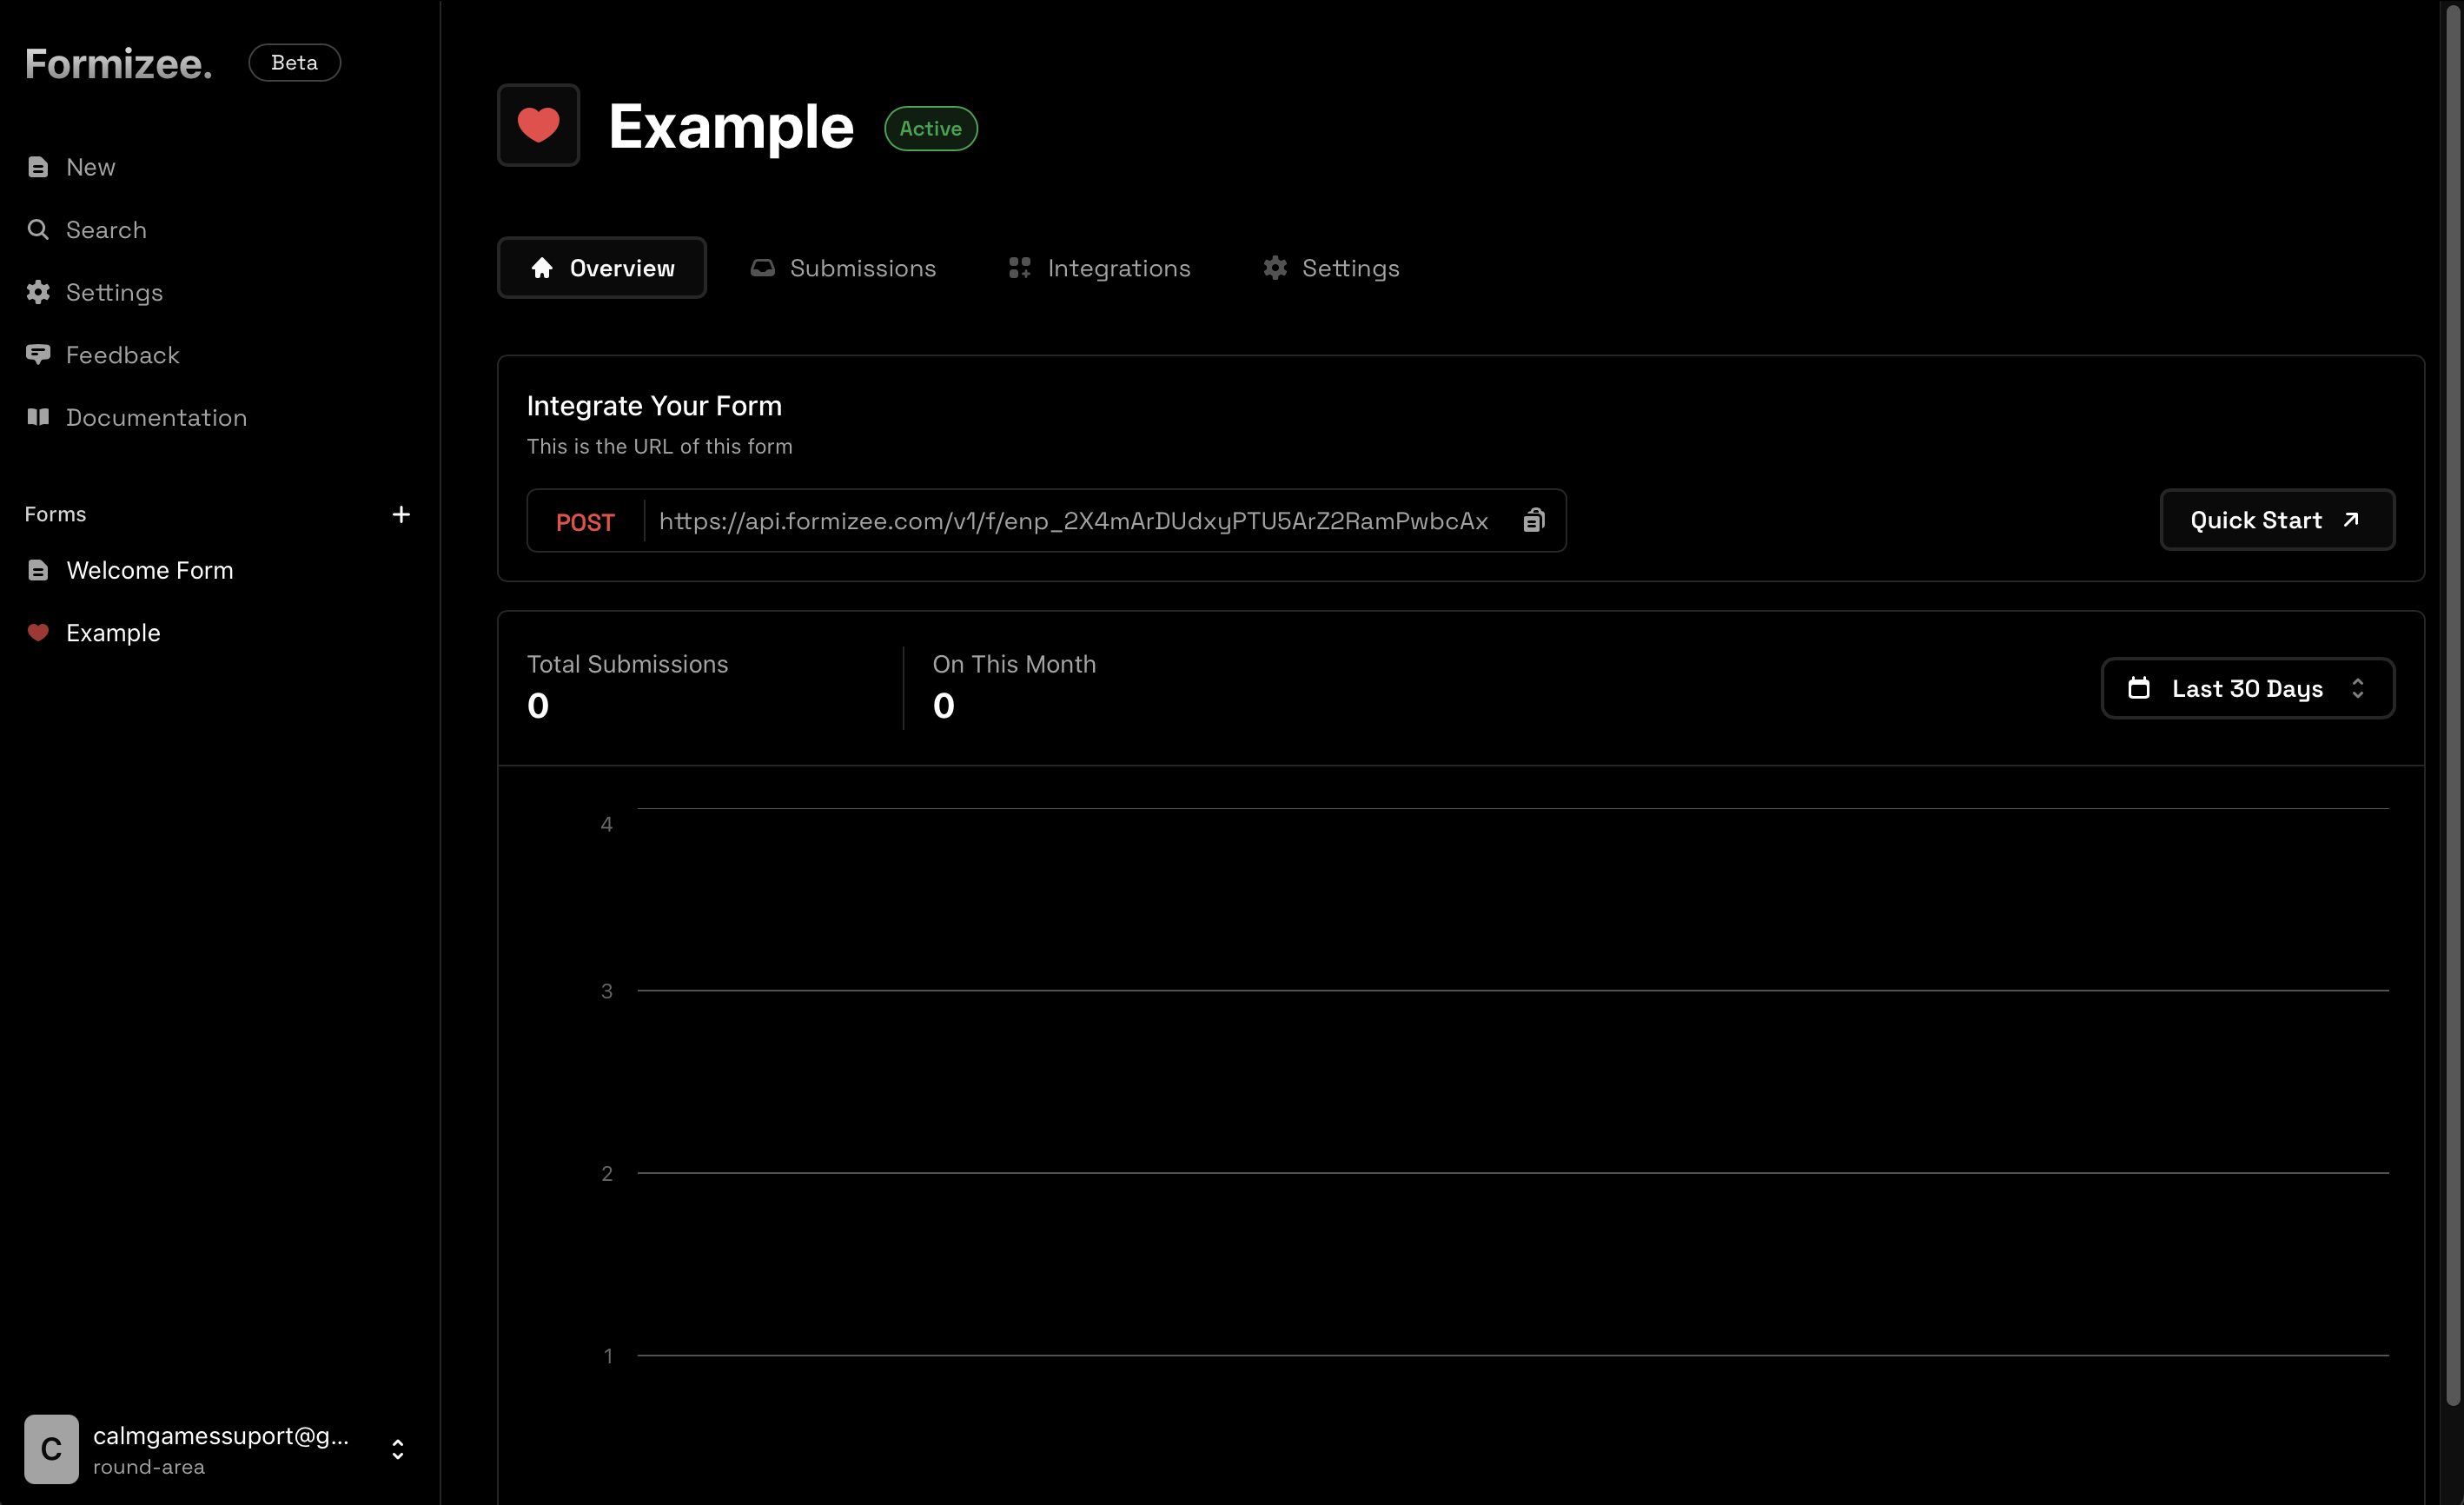 Formizee.
Beta
New
Search
Settings
Feedback
Documentation
Forms
Welcome Form
Example
C
calmgamessuport@g...
round-area
Example
Active
Overview
Submissions
Integrations
Settings
Integrate Your Form
This is the URL of this form
POST
https://api.formizee.com/v1/f/enp_2X4mArDUdxyPTU5ArZ2RamPwbcAx
Quick Start
Total Submissions
0
On This Month
0
Last 30 Days
4
3
2
1